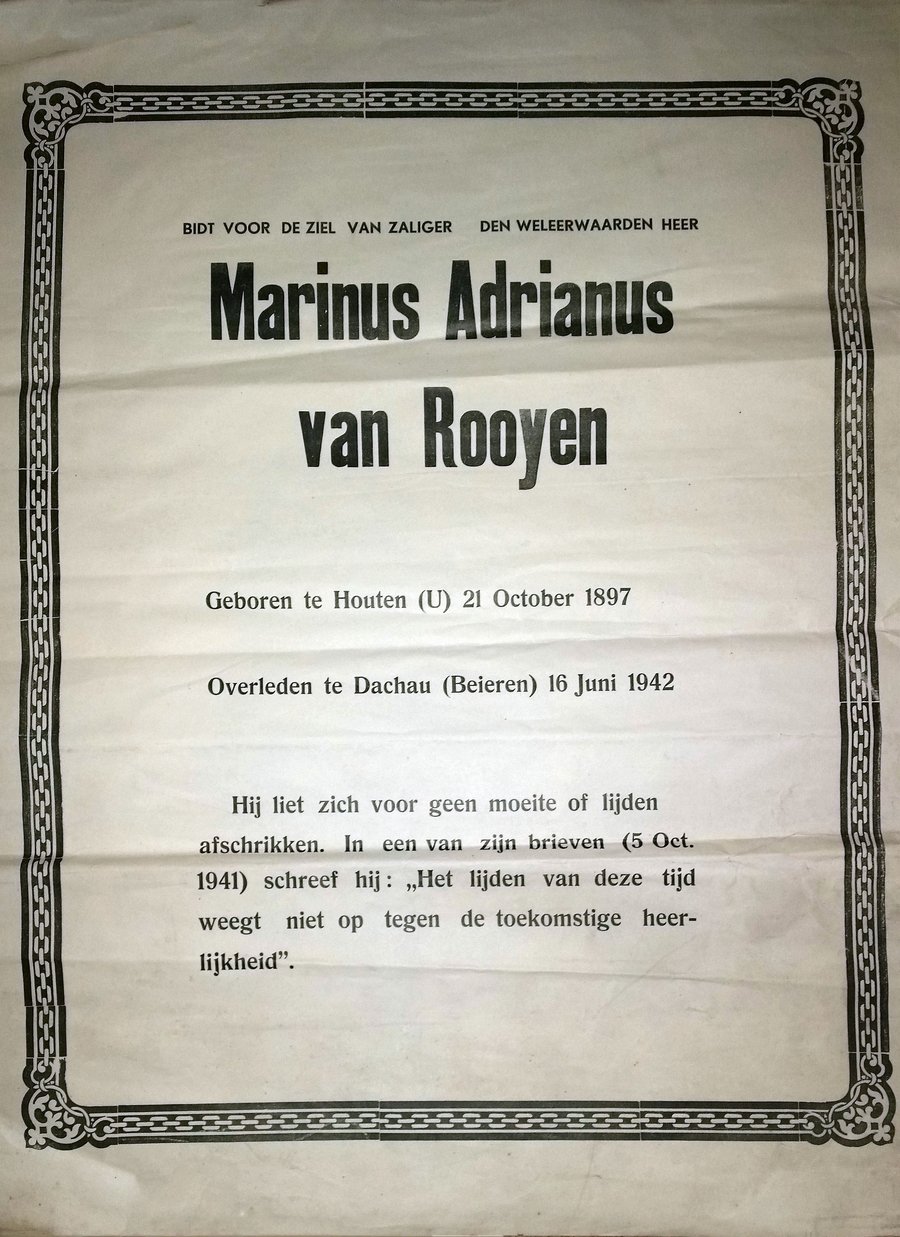 BIDT VOOR DE ZIEL VAN ZALIGER DEN WELEERWAARDEN HEER
Marinus Adrianus
van Rooyen
Geboren te Houten (U) 21 October 1897
Overleden te Dachau (Beieren) 16 Juni 1942
Hij liet zich voor geen moeite of lijden
afschrikken. In een van zijn brieven (5 Oct.
1941) schreef hij: „Het lijden van deze tijd
weegt niet op tegen de toekomstige heer-
lijkheid”.